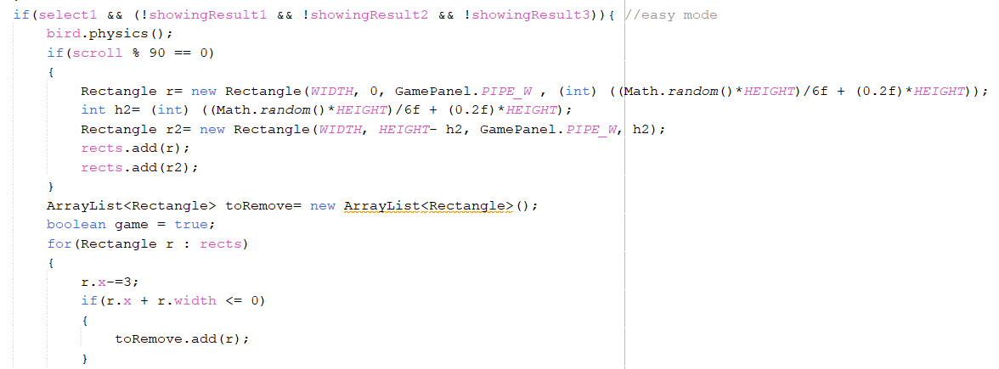 if(select1 && (!showingResult1 && !showingResult2 && !showingResult3)){ //easy mode
bird.physics();
if(scroll % 90 == 0)
{
Rectangle r= new Rectangle(WIDTH, 0, GamePanel.PIPE_W , (int) ((Math.random()*HEIGHT)/6f + (0.2f)*HEIGHT));
int h2= (int) ((Math.random()*HEIGHT)/6f + (0.2f)*HEIGHT);
Rectangle r2= new Rectangle(WIDTH, HEIGHT- h2, GamePanel.PIPE_W, h2);
rects.add(r);
rects.add(r2);
}
ArrayList<Rectangle> toRemove= new ArrayList<Rectangle>();
boolean game = true;
for(Rectangle r : rects)
{
r.x-=3;
if(r.x + r.width <= 0)
{
toRemove.add(r);
}